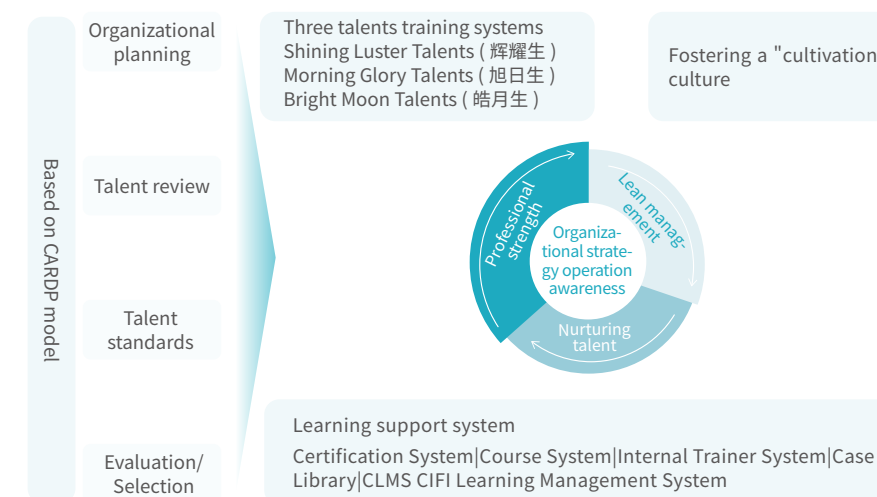 Based on CARDP model
Organizational
planning
Talent review
Talent
standards
Evaluation/
Selection
Three talents training systems
Shining Luster Talents ( 辉耀生 )
Morning Glory Talents ( 旭日生 )
Bright Moon Talents ( 皓月生 )
Fostering a "cultivation
culture
Professional
strength
Lean manag-
ement
Organiza-
tional strate-
gy operation
awareness
Nurturing
talent
Learning support system
Certification System|Course System|Internal Trainer System|Case
Library|CLMS CIFI Learning Management System